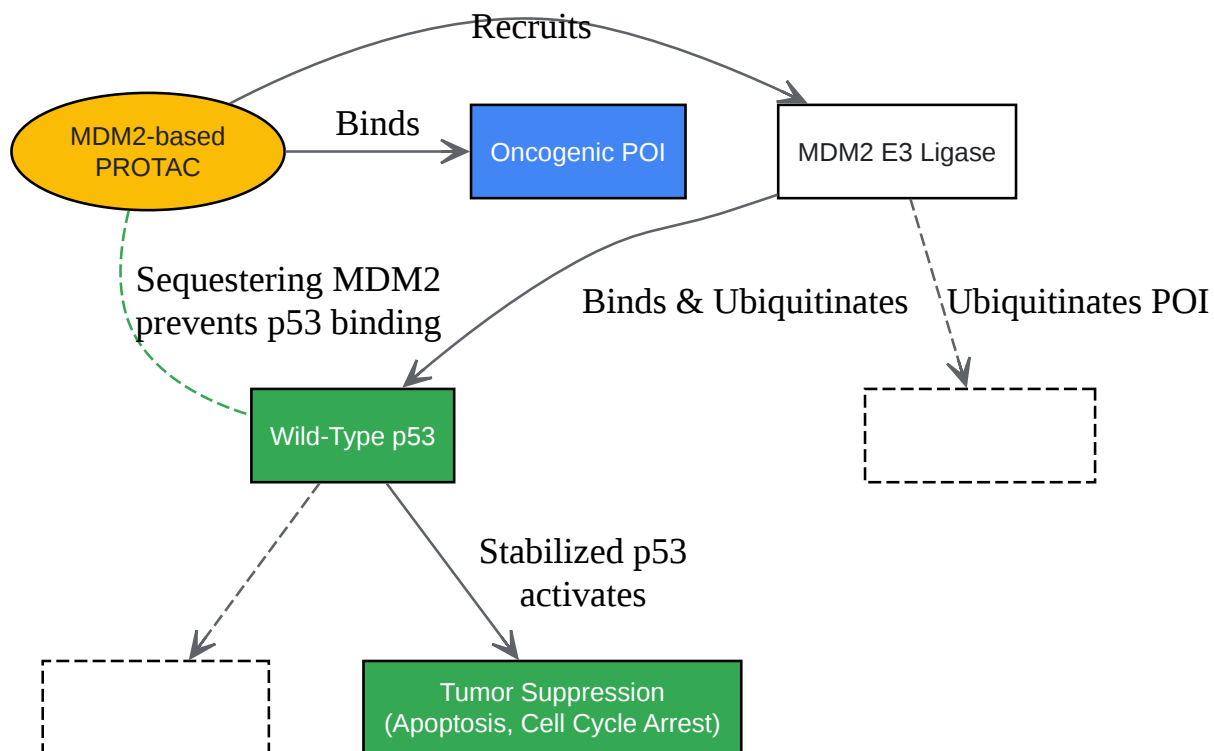 Recruits
MDM2-based
PROTAC
Binds
Oncogenic POI
MDM2 E3 Ligase
Sequestering MDM2
prevents p53 binding
Binds & Ubiquitinates
Ubiquitinates POI
Wild-Type p53
Stabilized p53
activates
Tumor Suppression
(Apoptosis, Cell Cycle Arrest)